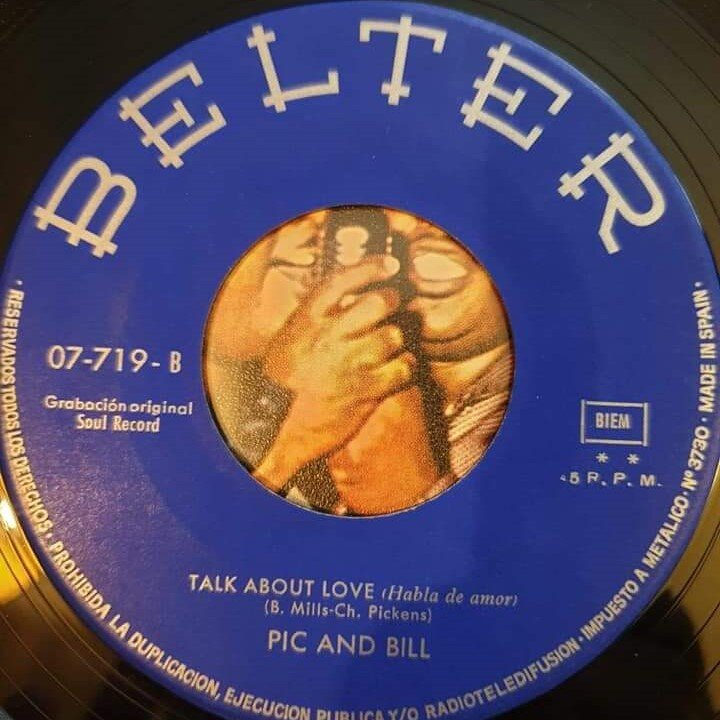 BELTER
07-719-B
Grabación original
Soul Record
BIEM
* *
45 R. P. M.
TALK ABOUT LOVE (Habla de amor)
(B. Mills-Ch. Pickens)
PIC AND BILL
· RESERVADOS TODOS LOS DERECHOS · PROHIBIDA LA DUPLICACION, EJECUCION PUBLICA Y/O RADIOTELEDIFUSION · IMPUESTO A METALICO · Nº 3730 · MADE IN SPAIN ·